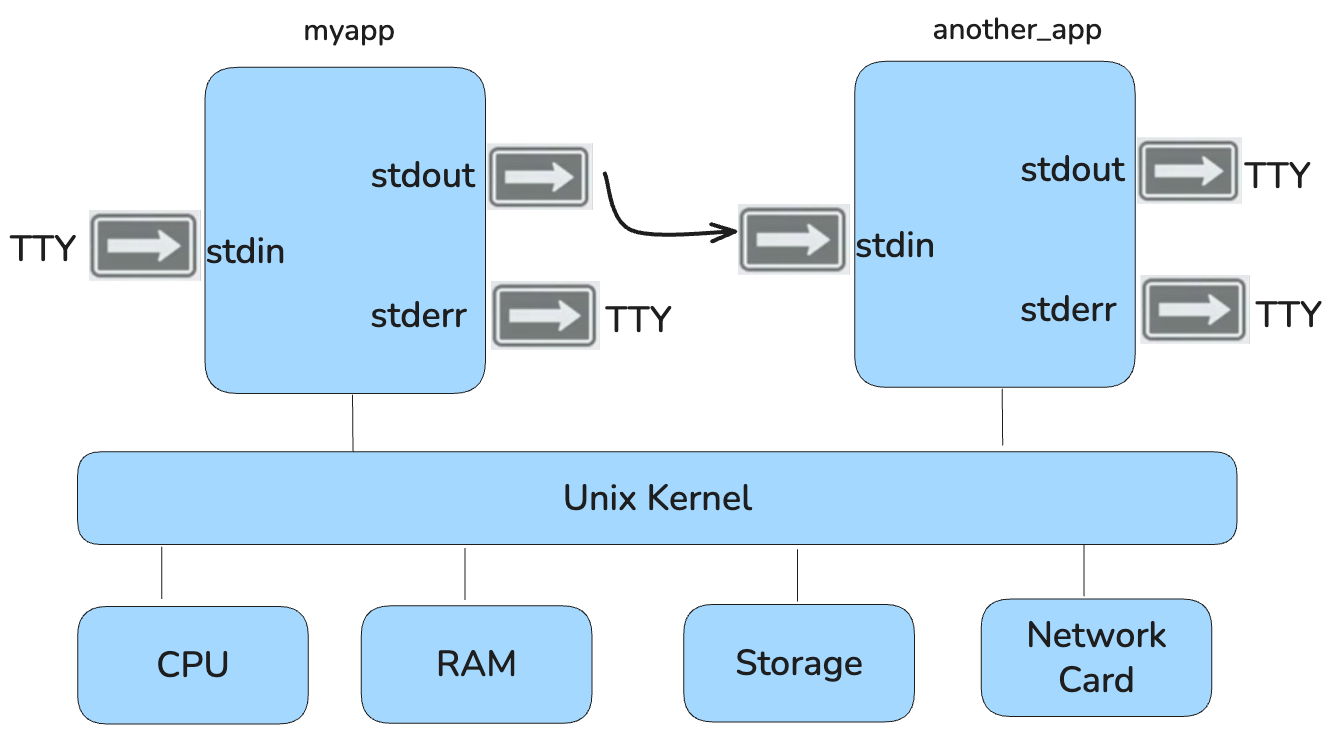 myapp
another_app
stdout
TTY
stdin
stderr
TTY
stdout
TTY
stdin
stderr
TTY
Unix Kernel
CPU
RAM
Storage
Network
Card